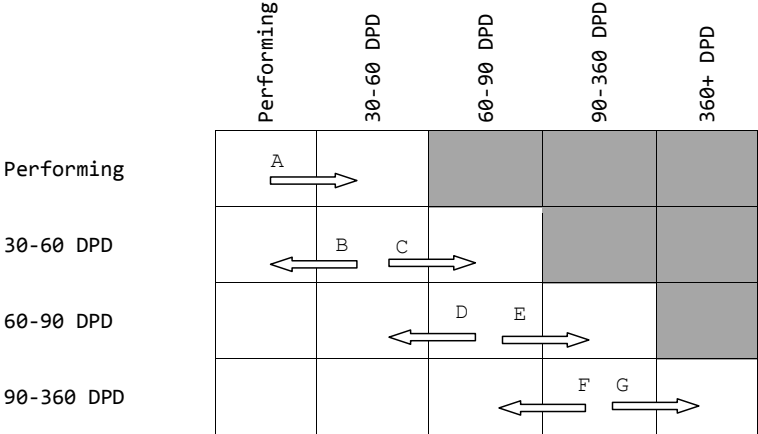 Performing
30-60 DPD
60-90 DPD
90-360 DPD
360+ DPD
Performing
A
30-60 DPD
B C
60-90 DPD
D E
90-360 DPD
F G